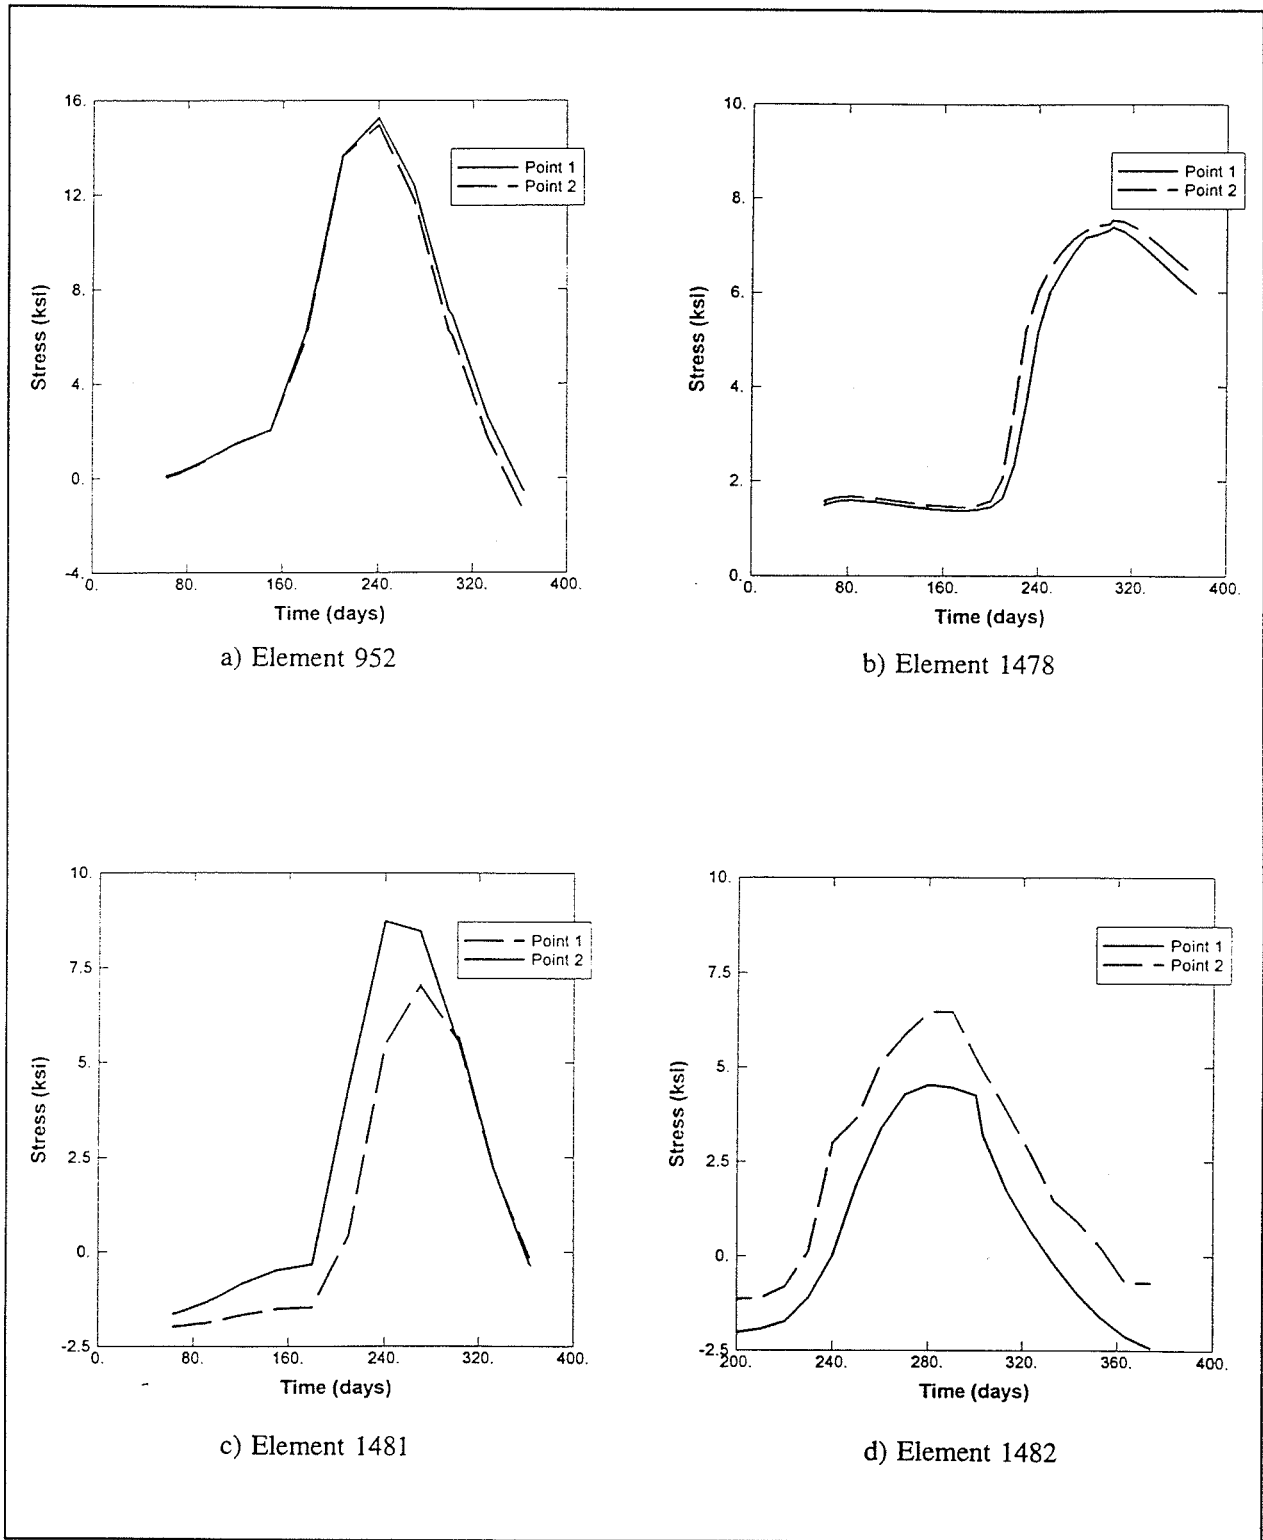 16.
12.
8.
4.
0.
-4.
0.
80.
160.
240.
320.
400.
Stress (ksi)
Time (days)
Point 1
Point 2
a) Element 952
10.
8.
6.
4.
2.
0.
0.
80.
160.
240.
320.
400.
Stress (ksi)
Time (days)
Point 1
Point 2
b) Element 1478
10.
7.5
5.
2.5
0.
-2.5
0.
80.
160.
240.
320.
400.
Stress (ksi)
Time (days)
Point 1
Point 2
c) Element 1481
10.
7.5
5.
2.5
0.
-2.5
200.
240.
280.
320.
360.
400.
Stress (ksi)
Time (days)
Point 1
Point 2
d) Element 1482